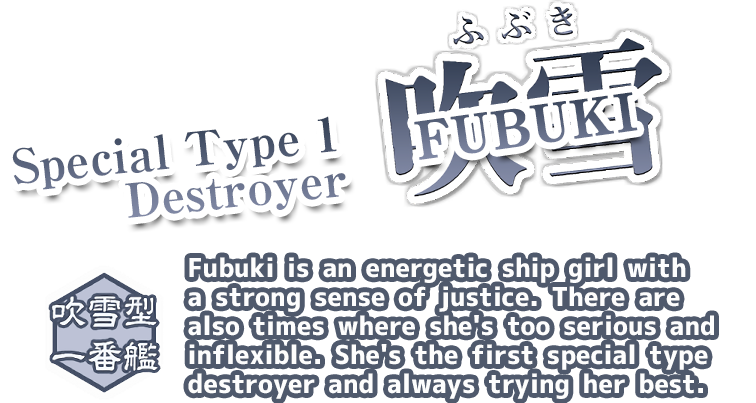 ふぶき
吹雪
FUBUKI
Special Type 1
Destroyer
吹雪型
一番艦
Fubuki is an energetic ship girl with
a strong sense of justice. There are
also times where she's too serious and
inflexible. She's the first special type
destroyer and always trying her best.